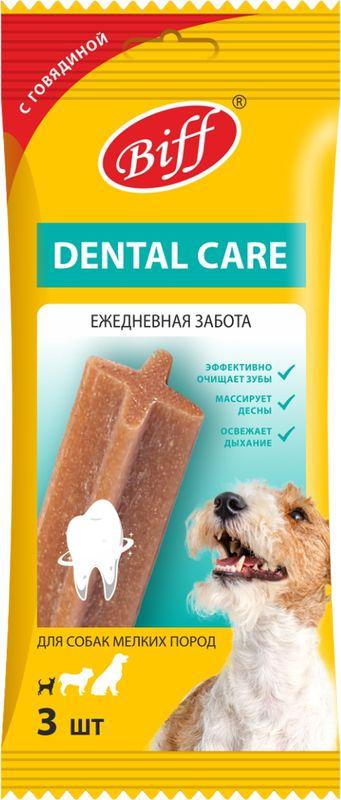 С ГОВЯДИНОЙ
Biff®
DENTAL CARE
ЕЖЕДНЕВНАЯ ЗАБОТА
ЭФФЕКТИВНО
ОЧИЩАЕТ ЗУБЫ
МАССИРУЕТ
ДЕСНЫ
ОСВЕЖАЕТ
ДЫХАНИЕ
ДЛЯ СОБАК МЕЛКИХ ПОРОД
3 шт